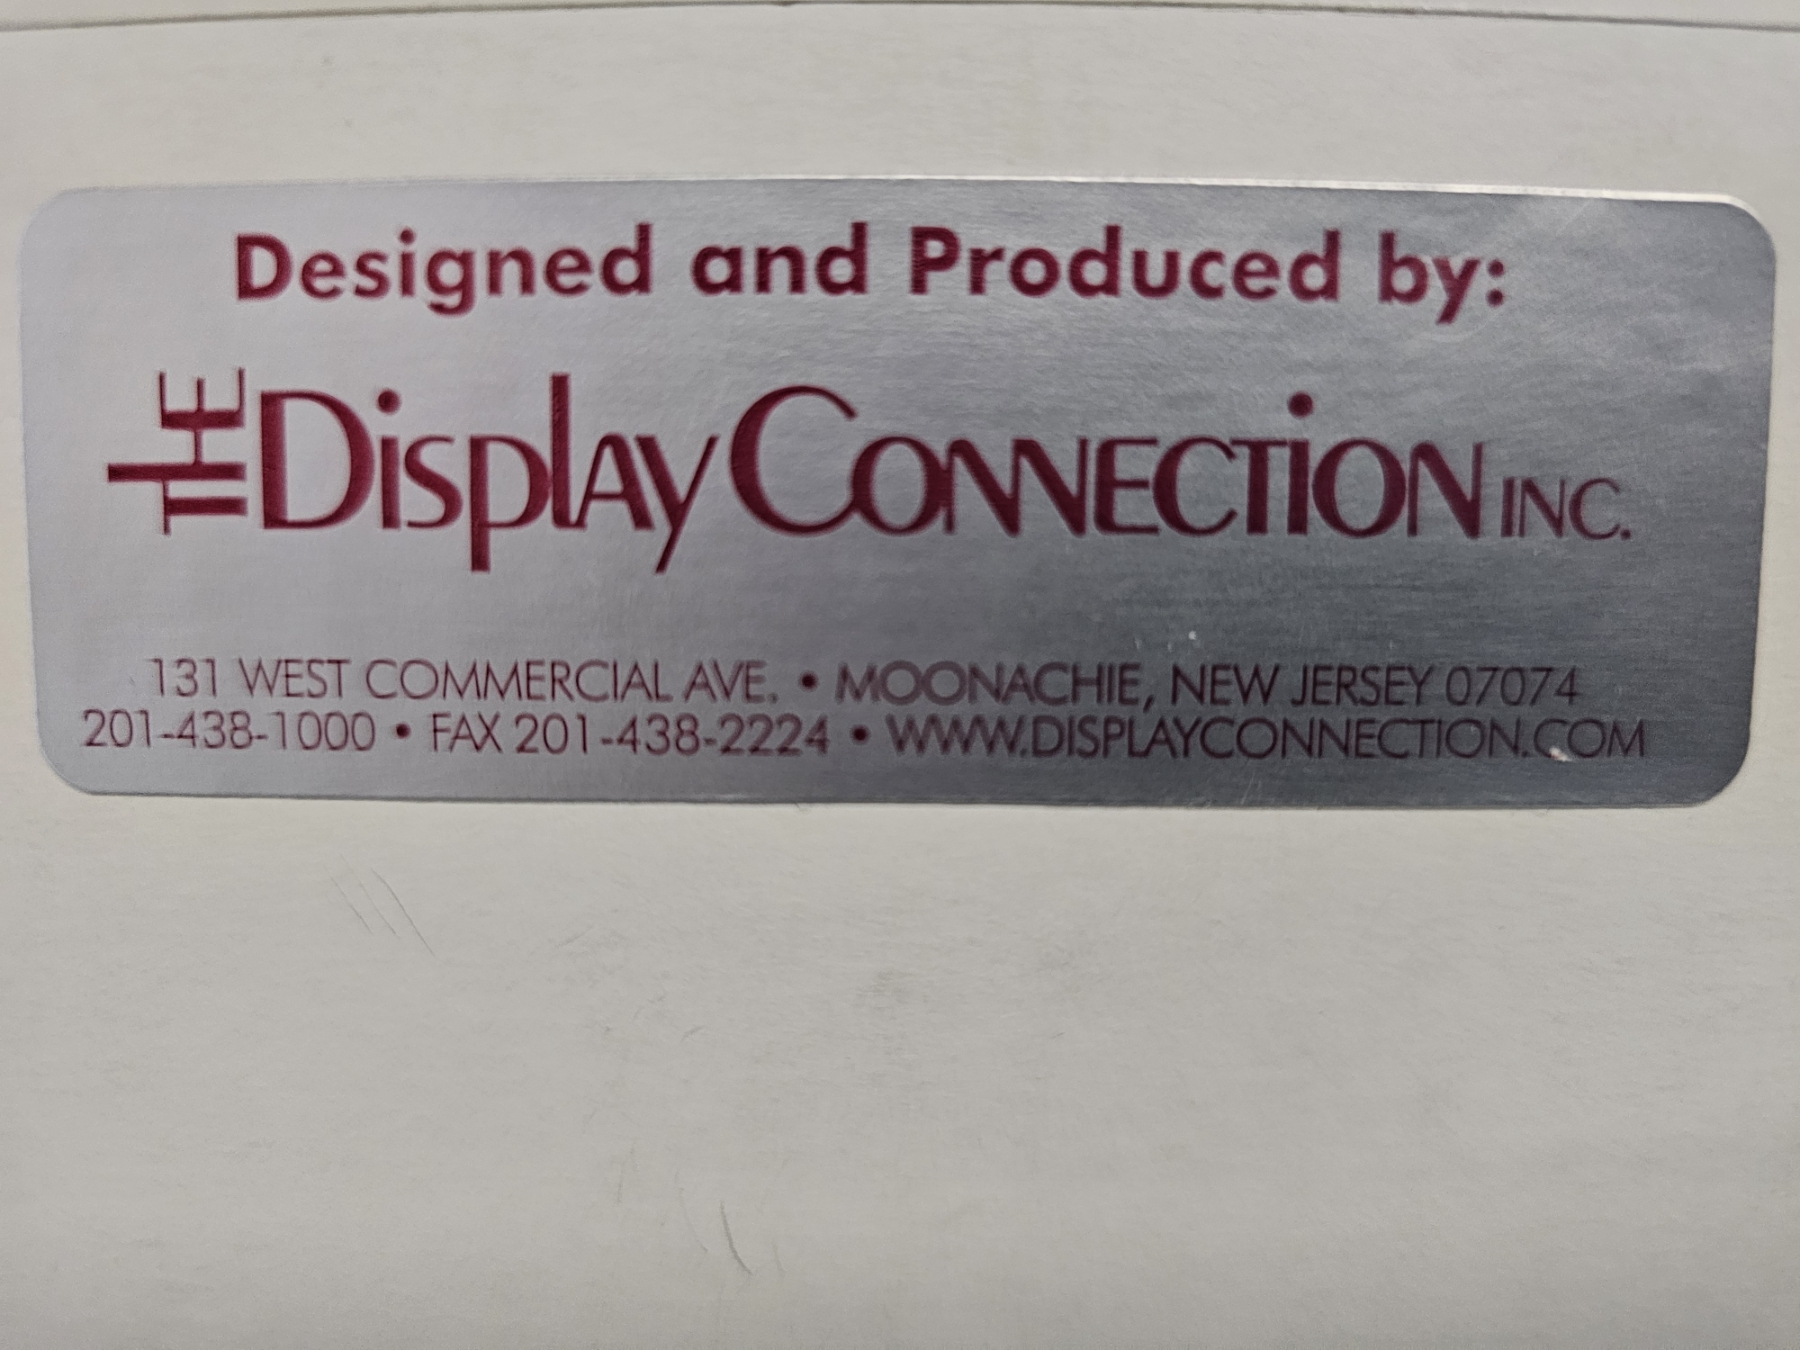 Designed and Produced by:
THE Display Connection INC.
131 WEST COMMERCIAL AVE. • MOONACHIE, NEW JERSEY 07074
201-438-1000 • FAX 201-438-2224 • WWW.DISPLAYCONNECTION.COM